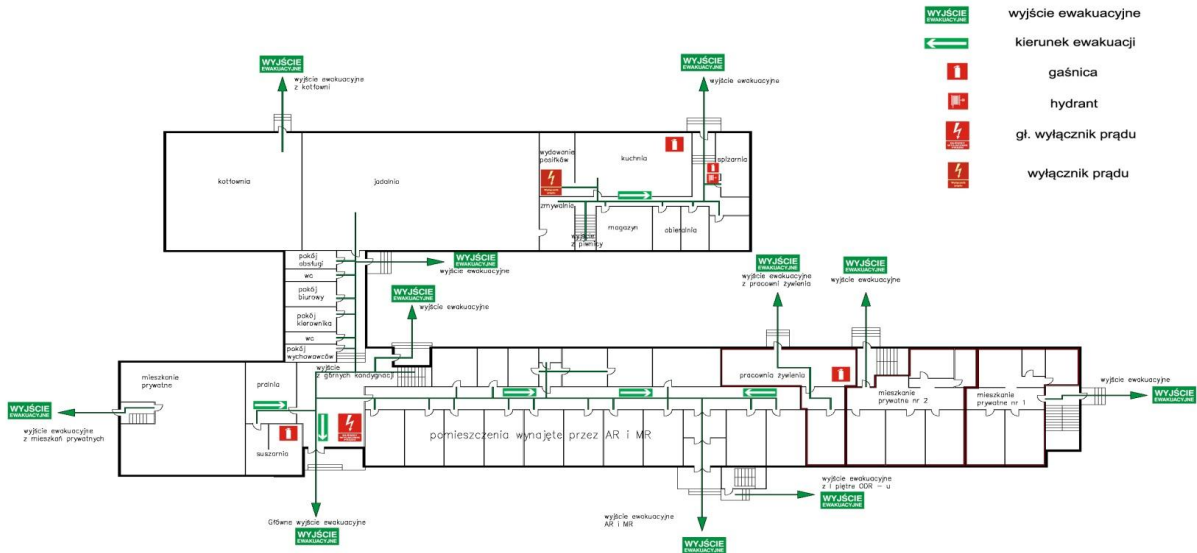 WYJŚCIE
EWAKUACYJNE
wyjście ewakuacyjne
kierunek ewakuacji
gaśnica
hydrant
gł. wyłącznik prądu
wyłącznik prądu
WYJŚCIE
EWAKUACYJNE
wyjście ewakuacyjne
z kotłowni
WYJŚCIE
EWAKUACYJNE
wyjście ewakuacyjne
kotłownia
jadalnia
wydawanie
posiłków
kuchnia
spiżarnia
zmywalnia
magazyn
obieralnia
wyjście
z piwnicy
pokój
obsługi
wc
pokój
biurowy
pokój
kierownika
wc
pokój
wychowawców
WYJŚCIE
EWAKUACYJNE
wyjście ewakuacyjne
WYJŚCIE
EWAKUACYJNE
wyjście ewakuacyjne
WYJŚCIE
EWAKUACYJNE
wyjście ewakuacyjne
z pracowni żywienia
WYJŚCIE
EWAKUACYJNE
wyjście ewakuacyjne
wyjście
z górnych kondygnacji
mieszkanie
prywatne
pralnia
suszarnia
pracownia żywienia
mieszkanie
prywatne nr 2
mieszkanie
prywatne nr 1
wyjście ewakuacyjne
WYJŚCIE
EWAKUACYJNE
WYJŚCIE
EWAKUACYJNE
wyjście ewakuacyjne
z mieszkań prywatnych
pomieszczenia wynajęte przez AR i MR
Główne wyjście ewakuacyjne
WYJŚCIE
EWAKUACYJNE
wyjście ewakuacyjne
AR i MR
WYJŚCIE
EWAKUACYJNE
wyjście ewakuacyjne
z I piętra ODR - u
WYJŚCIE
EWAKUACYJNE